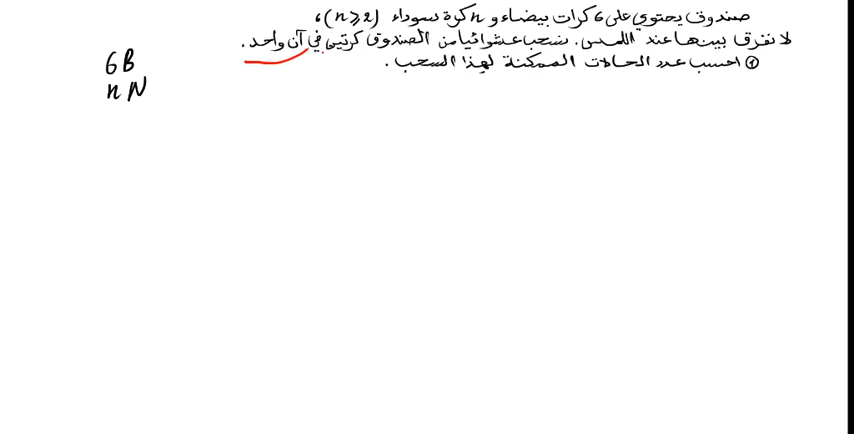 صندوق يحتوي على 6 كرات بيضاء و n كرة سوداء (n ⩾ 2) ،
لا نفرق بينها عند اللمس. نسحب عشوائيا من الصندوق كرتين في آن واحد.
① احسب عدد الحالات الممكنة لهذا السحب.
6B
n N